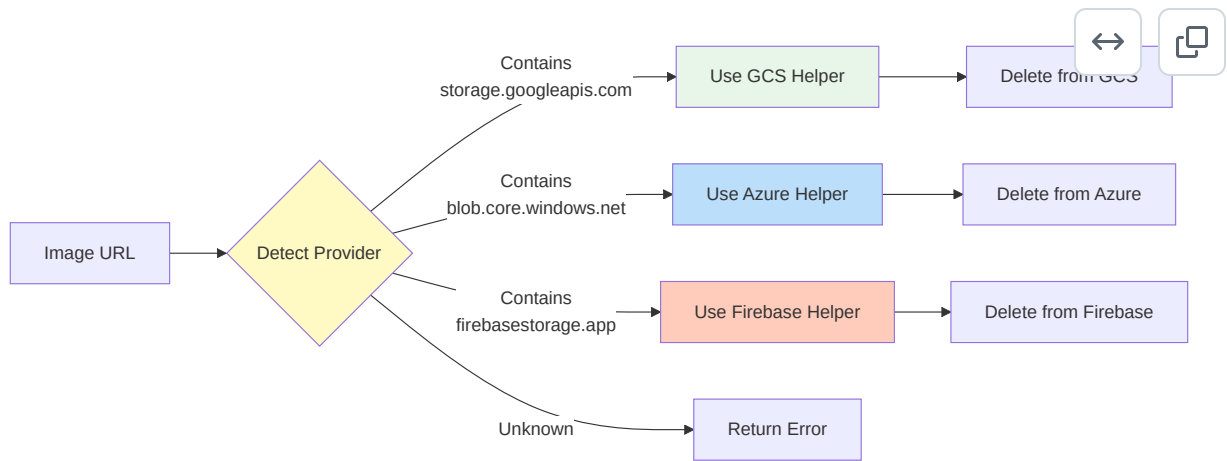 Contains
storage.googleapis.com
Use GCS Helper
Delete from GCS
Contains
blob.core.windows.net
Use Azure Helper
Delete from Azure
Image URL
Detect Provider
Contains
firebasestorage.app
Use Firebase Helper
Delete from Firebase
Unknown
Return Error